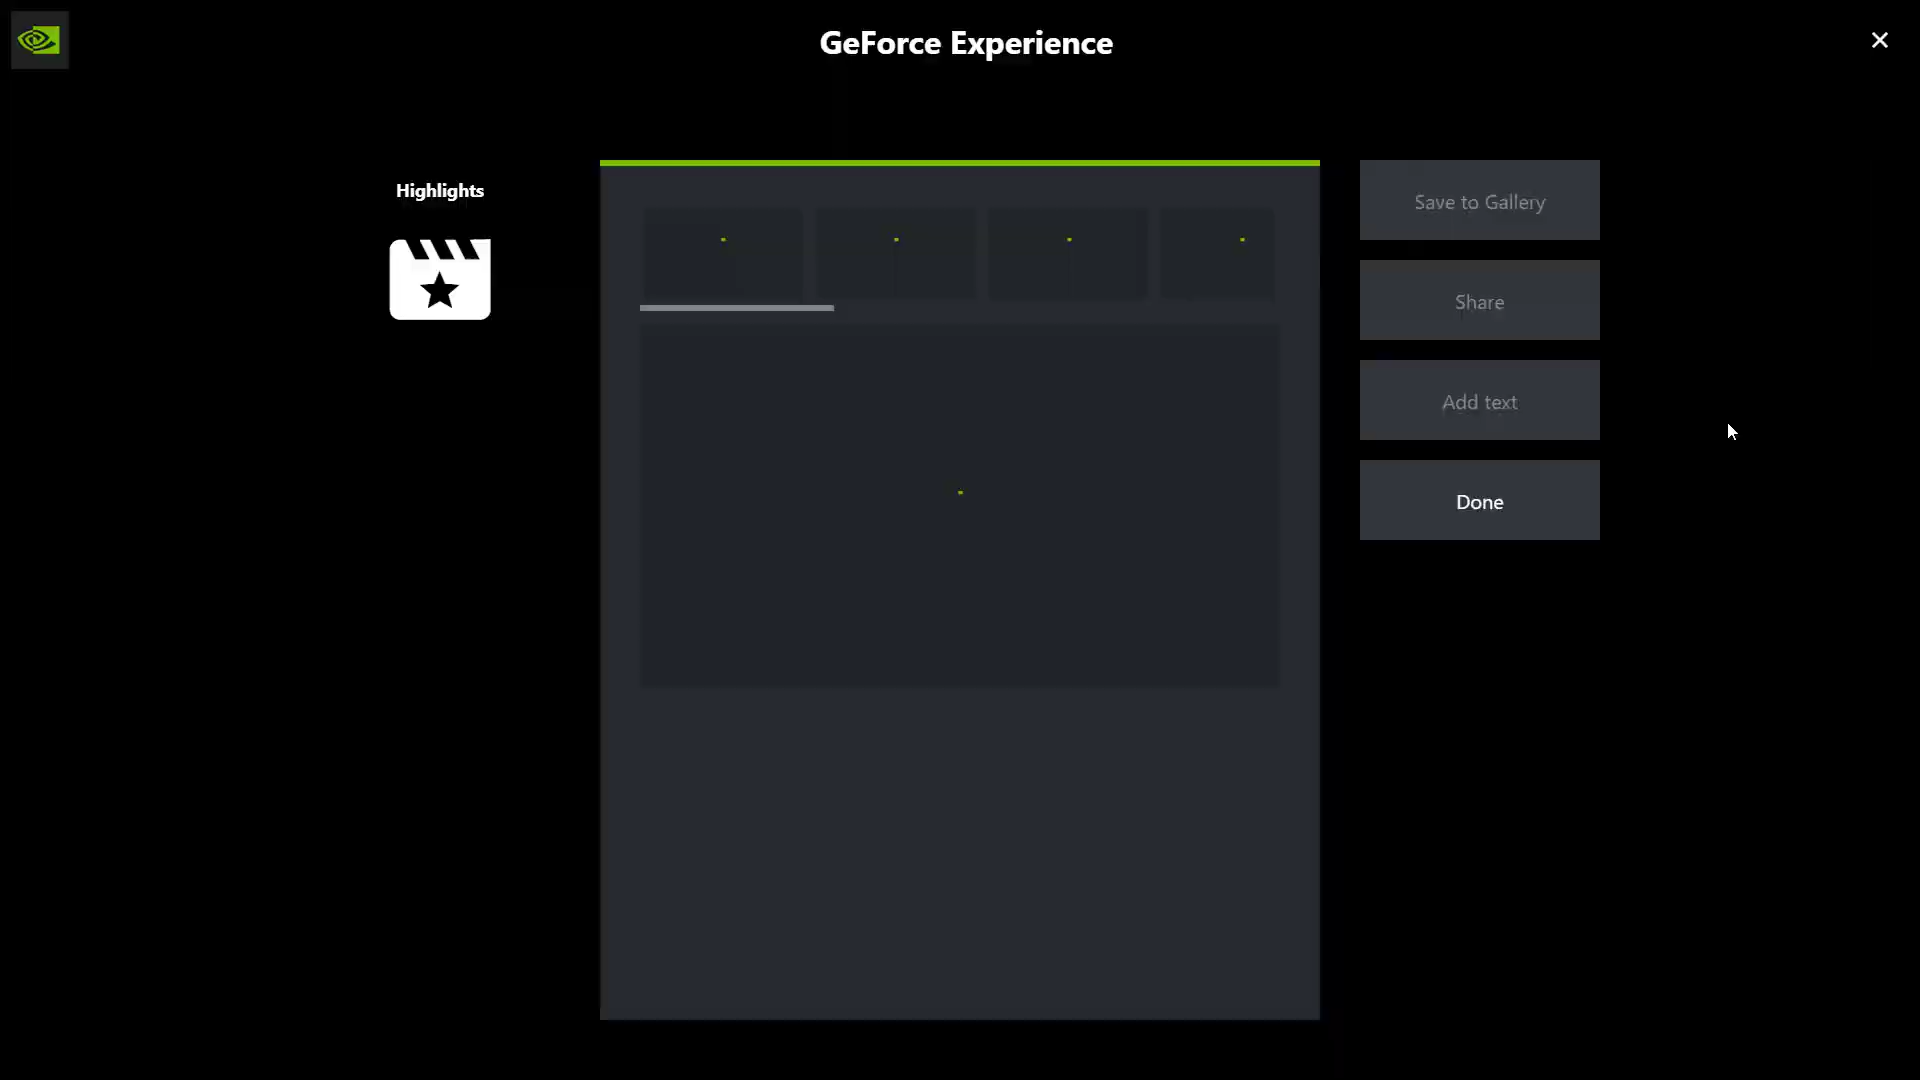 GeForce Experience
Highlights
Save to Gallery
Share
Add text
Done